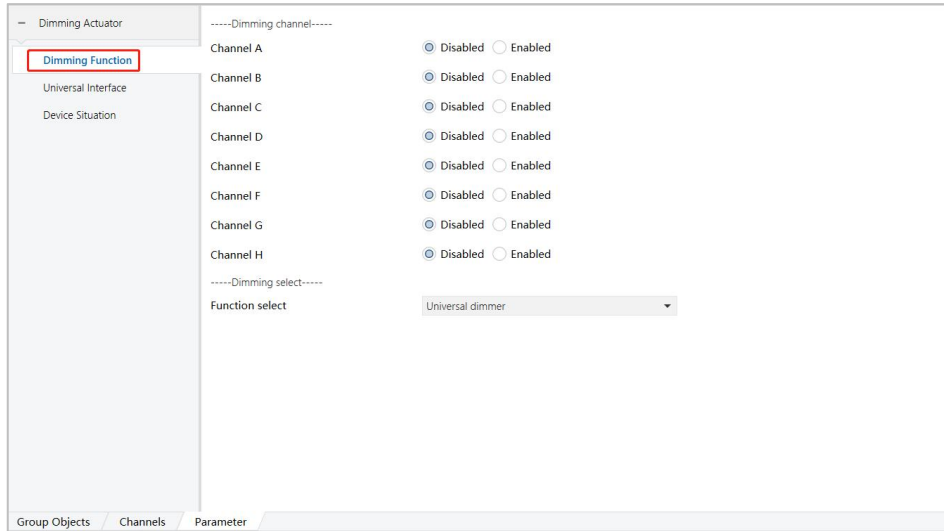 − Dimming Actuator
Dimming Function
Universal Interface
Device Situation
-----Dimming channel-----
Channel A Disabled Enabled
Channel B Disabled Enabled
Channel C Disabled Enabled
Channel D Disabled Enabled
Channel E Disabled Enabled
Channel F Disabled Enabled
Channel G Disabled Enabled
Channel H Disabled Enabled
-----Dimming select-----
Function select Universal dimmer
Group Objects Channels Parameter